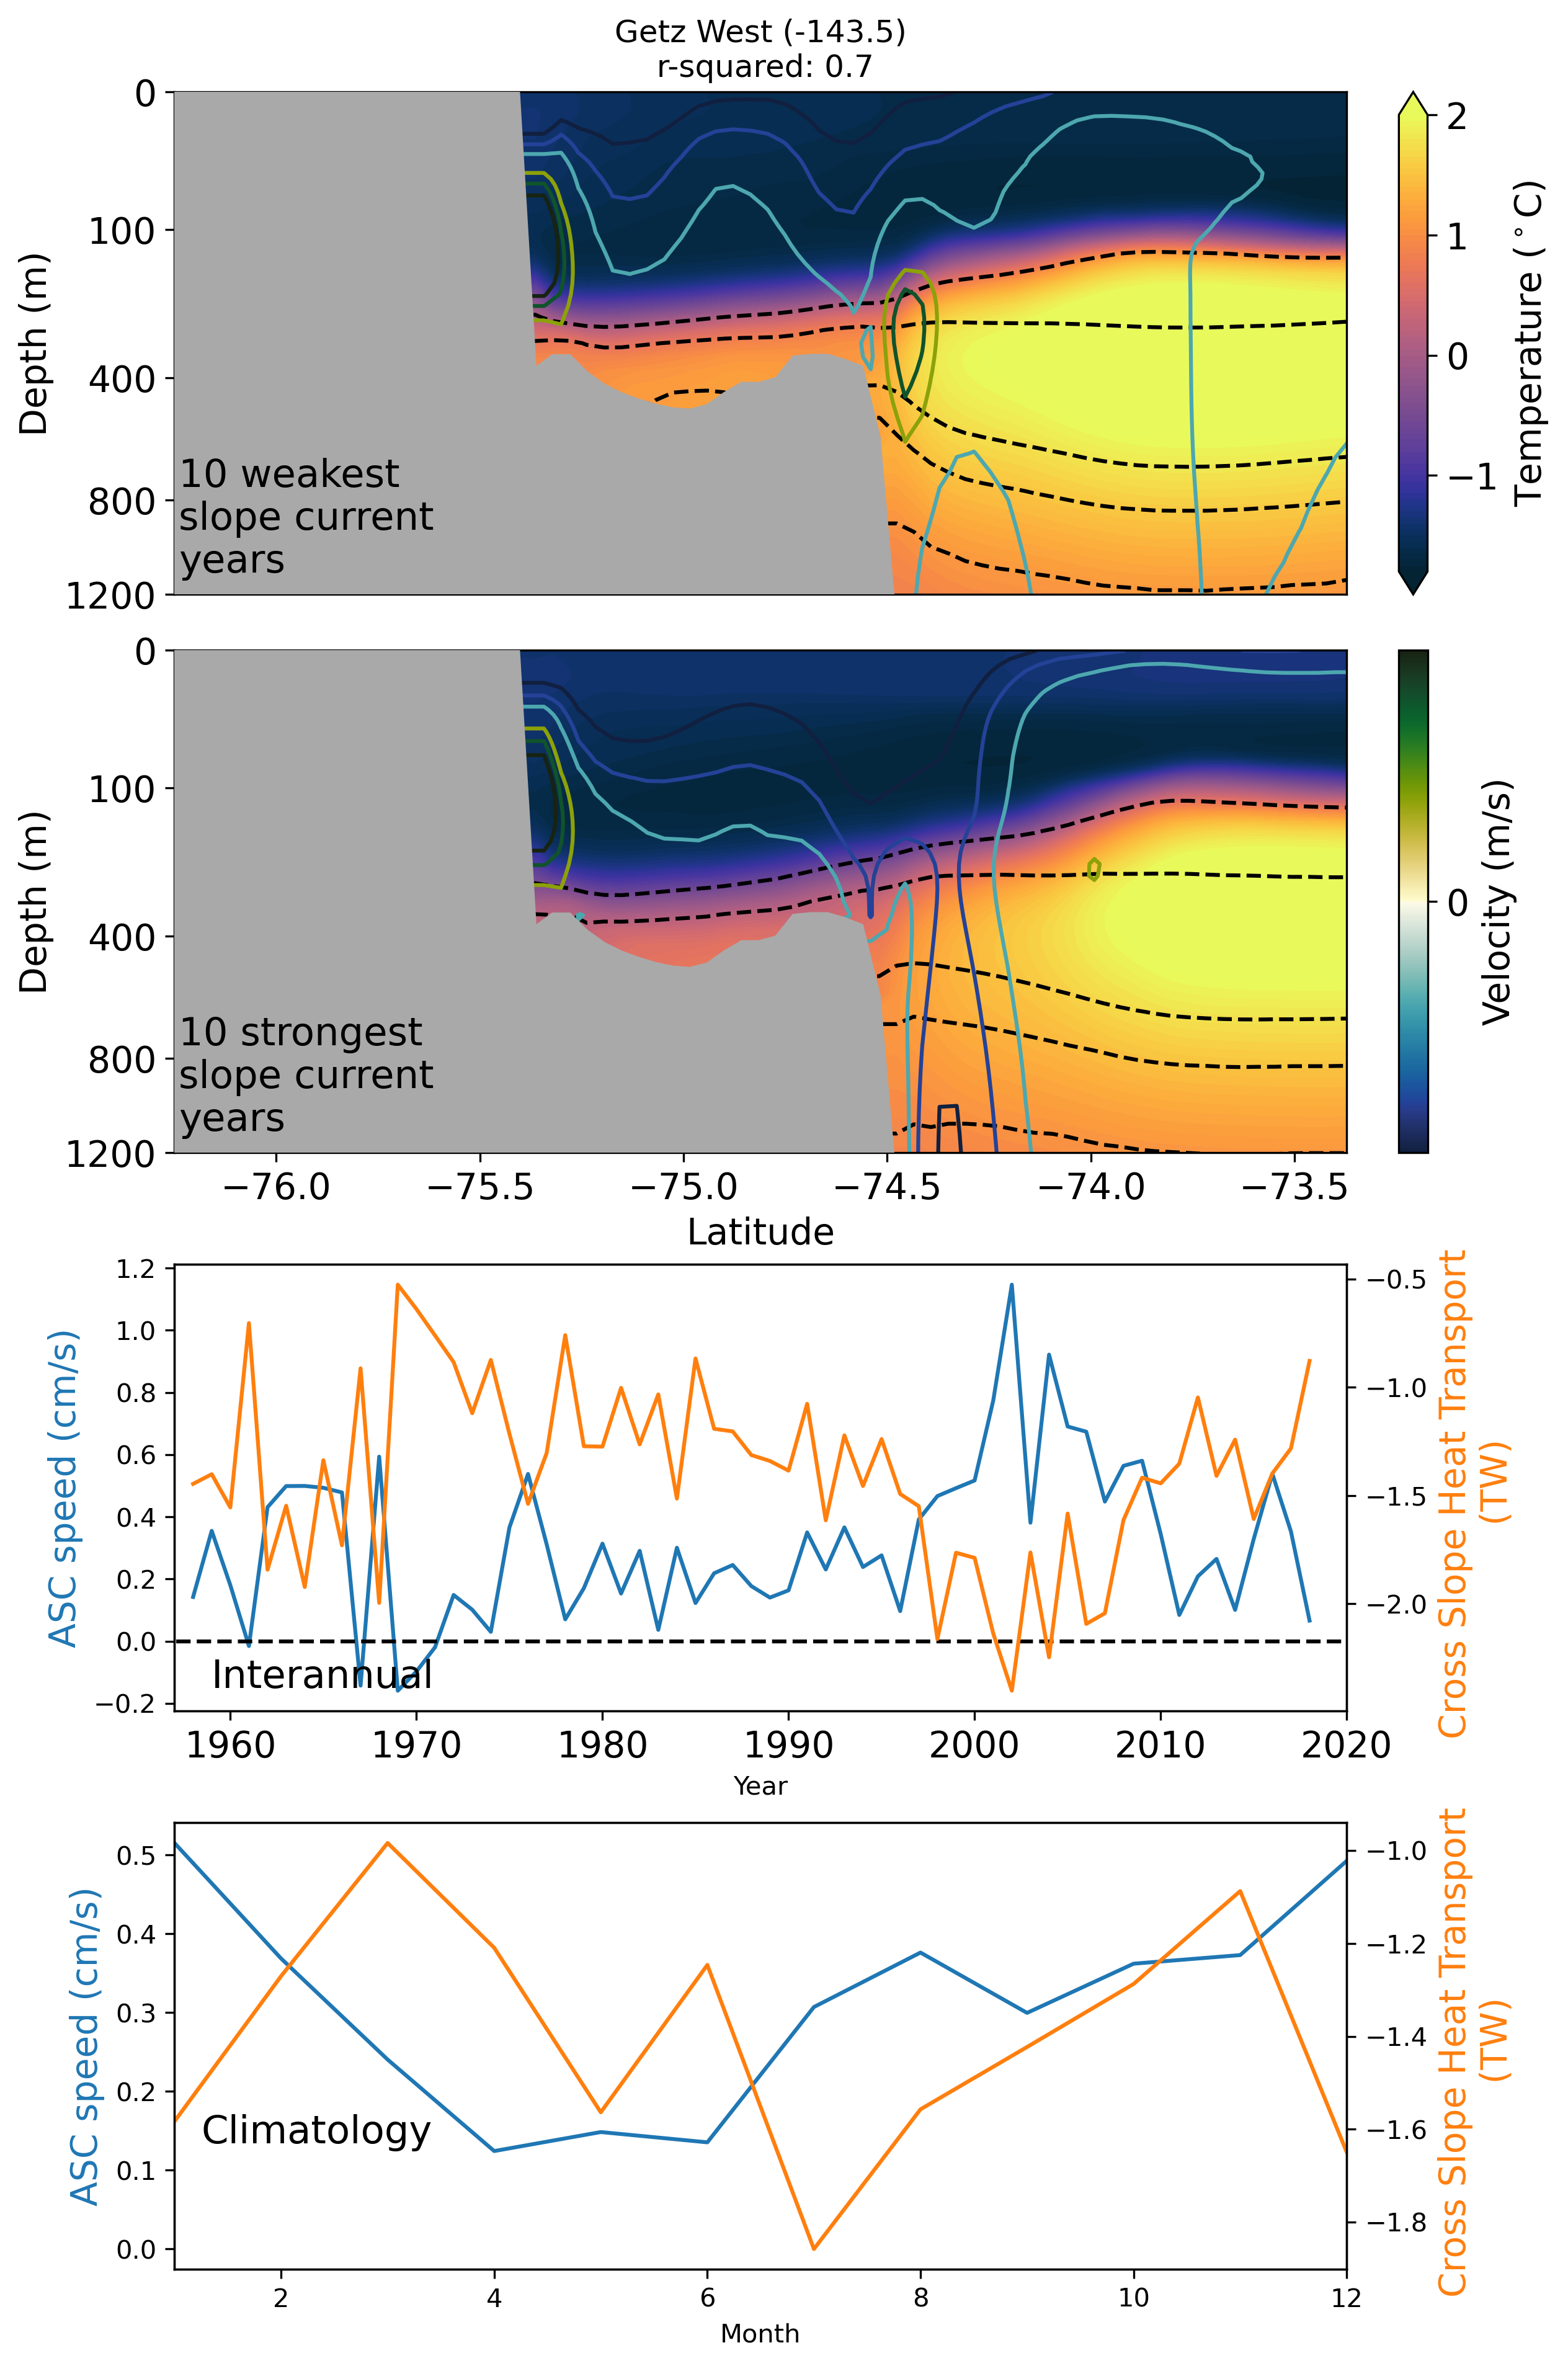 Getz West (-143.5)
r-squared: 0.7
0
100
400
800
1200
Depth (m)
10 weakest
slope current
years
2
1
0
−1
Temperature (°C)
0
100
400
800
1200
Depth (m)
10 strongest
slope current
years
−76.0
−75.5
−75.0
−74.5
−74.0
−73.5
Latitude
0
Velocity (m/s)
1.2
1.0
0.8
0.6
0.4
0.2
0.0
−0.2
ASC speed (cm/s)
Interannual
1960
1970
1980
1990
2000
2010
2020
Year
−0.5
−1.0
−1.5
−2.0
Cross Slope Heat Transport
(TW)
0.5
0.4
0.3
0.2
0.1
0.0
ASC speed (cm/s)
Climatology
2
4
6
8
10
12
Month
−1.0
−1.2
−1.4
−1.6
−1.8
Cross Slope Heat Transport
(TW)